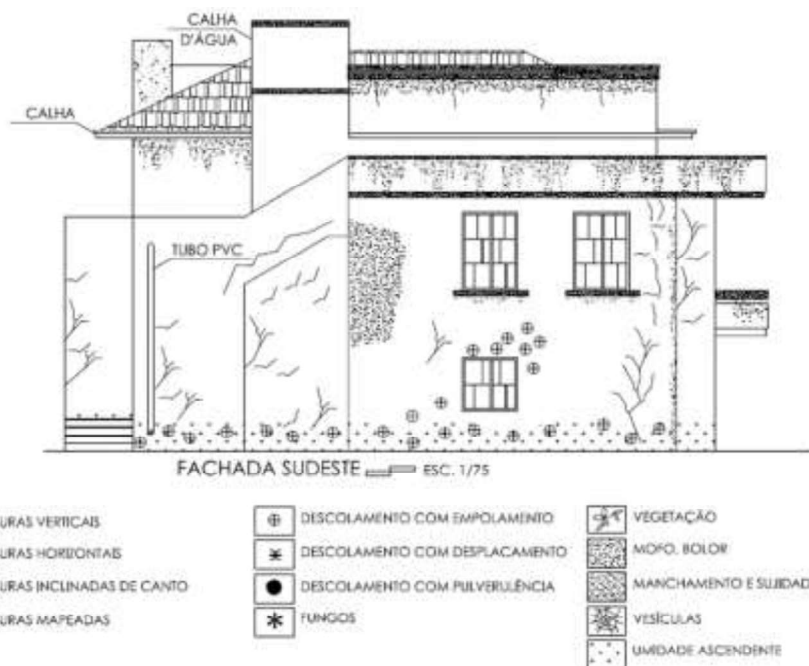 CALHA
D'ÁGUA
CALHA
TUBO PVC
FACHADA SUDESTE ESC. 1/75
URAS VERTICAIS
URAS HORIZONTAIS
URAS INCLINADAS DE CANTO
URAS MAPEADAS
DESCOLAMENTO COM EMPOLAMENTO
DESCOLAMENTO COM DESPLACAMENTO
DESCOLAMENTO COM PULVERULÊNCIA
FUNGOS
VEGETAÇÃO
MOFO, BOLOR
MANCHAMENTO E SUJIDAD
VESÍCULAS
UMIDADE ASCENDENTE